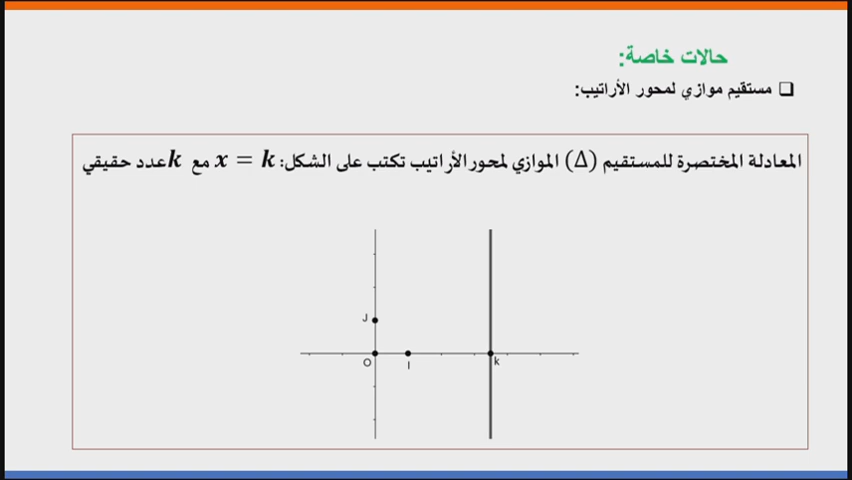 حالات خاصة:
❑ مستقيم موازي لمحور الأراتيب:
المعادلة المختصرة للمستقيم (Δ) الموازي لمحور الأراتيب تكتب على الشكل: x = k مع k عدد حقيقي
J
O
I
k